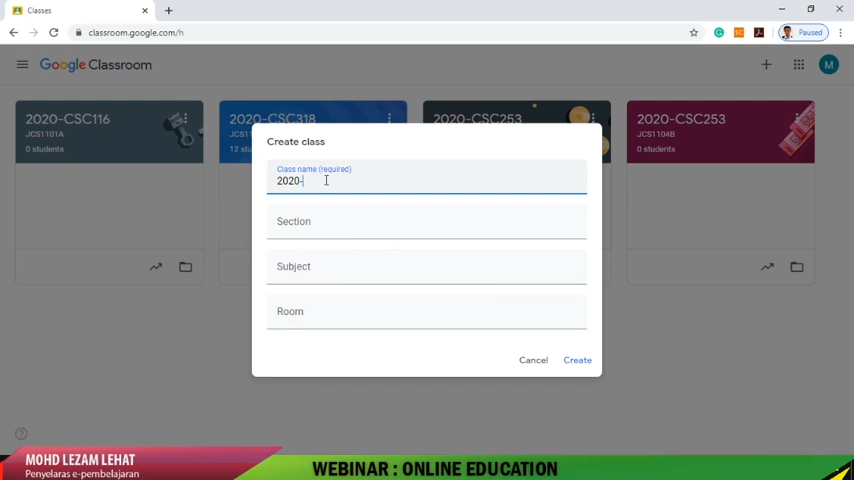 Classes
classroom.google.com/h
Paused
Google Classroom
M
2020-CSC116
JCS1101A
0 students
2020-CSC318
JCS11
12 stu
2020-CSC253
2020-CSC253
JCS1104B
0 students
Create class
Class name (required)
2020-
Section
Subject
Room
Cancel
Create
MOHD LEZAM LEHAT
Penyelaras e-pembelajaran
WEBINAR : ONLINE EDUCATION